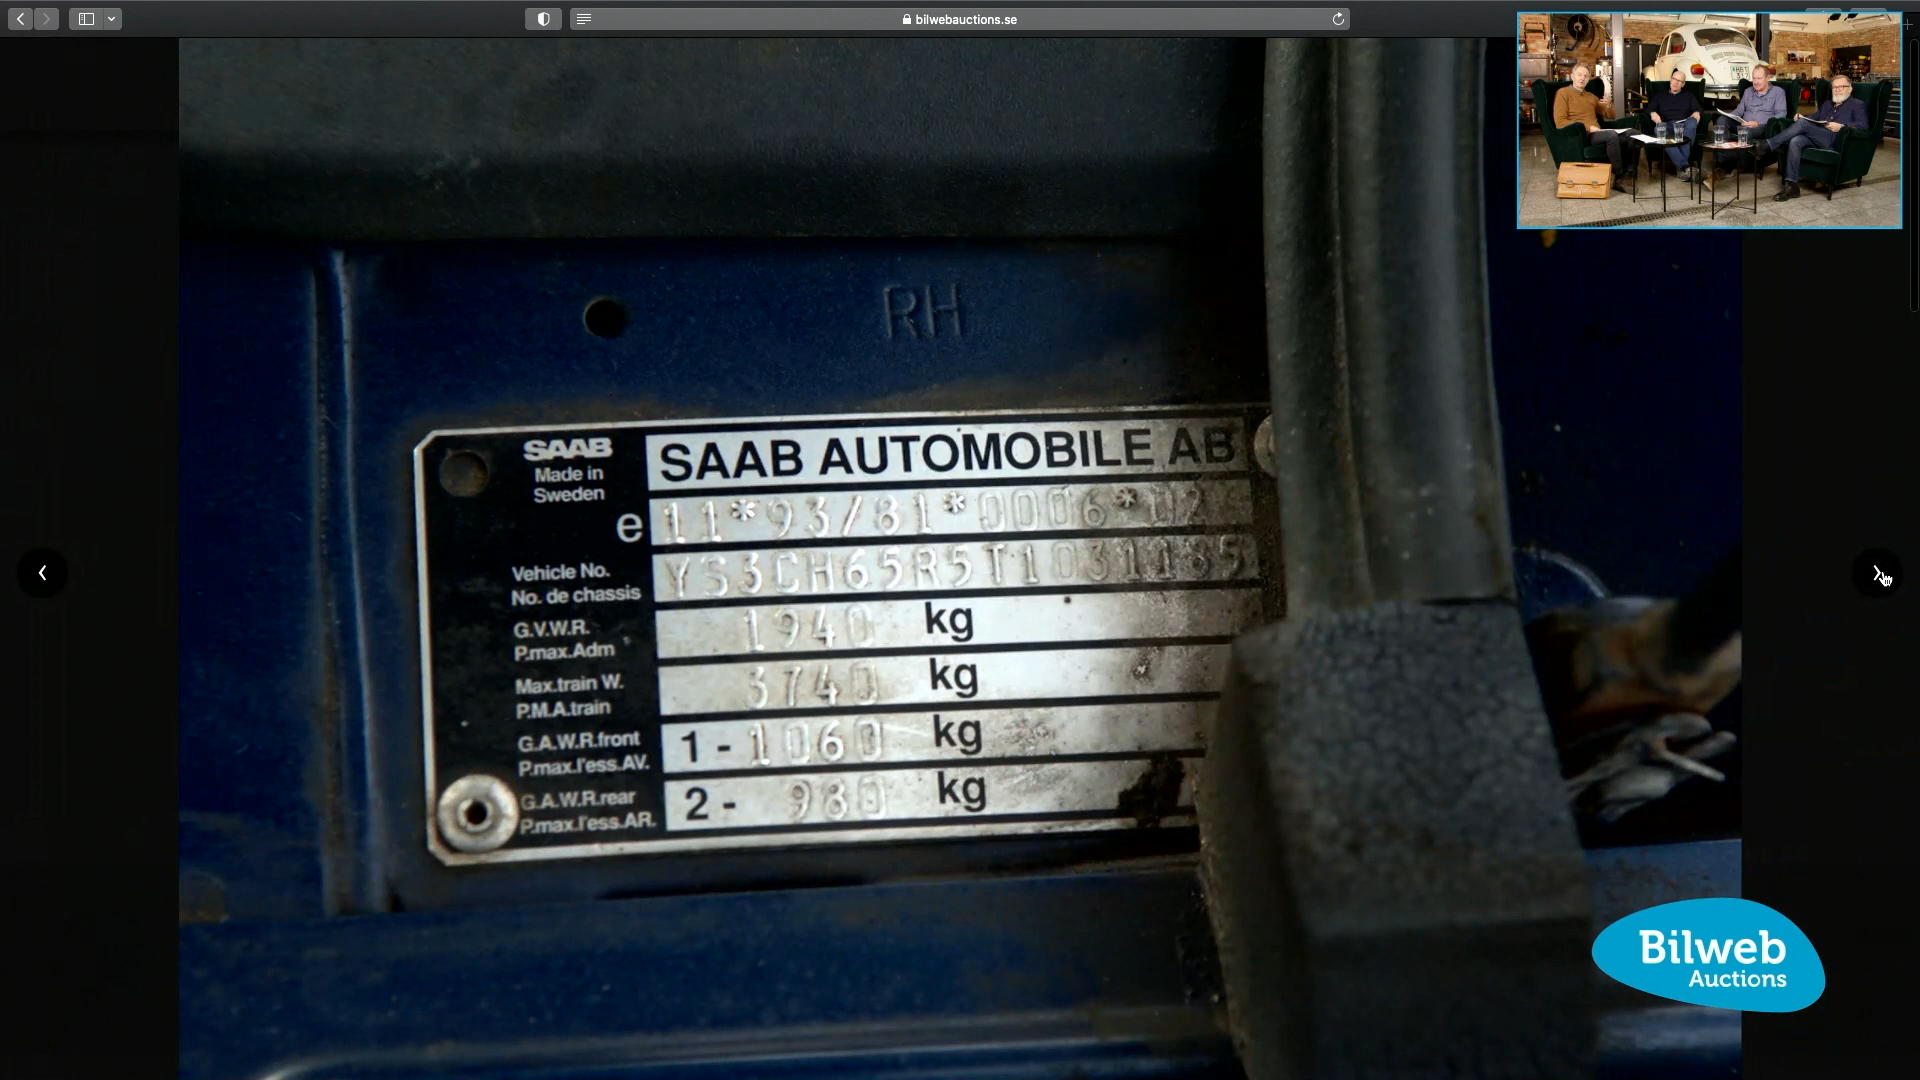 bilwebauctions.se
RH
SAAB
Made in
Sweden
SAAB AUTOMOBILE AB
e 11*93/81*0006*02
Vehicle No.
No. de chassis
YS3CH65R5T1031185
G.V.W.R.
P.max.Adm
1940 kg
Max.train W.
P.M.A.train
3740 kg
G.A.W.R.front
P.max.l'ess.AV.
1 - 1060 kg
G.A.W.R.rear
P.max.l'ess.AR.
2 - 980 kg
Bilweb
Auctions